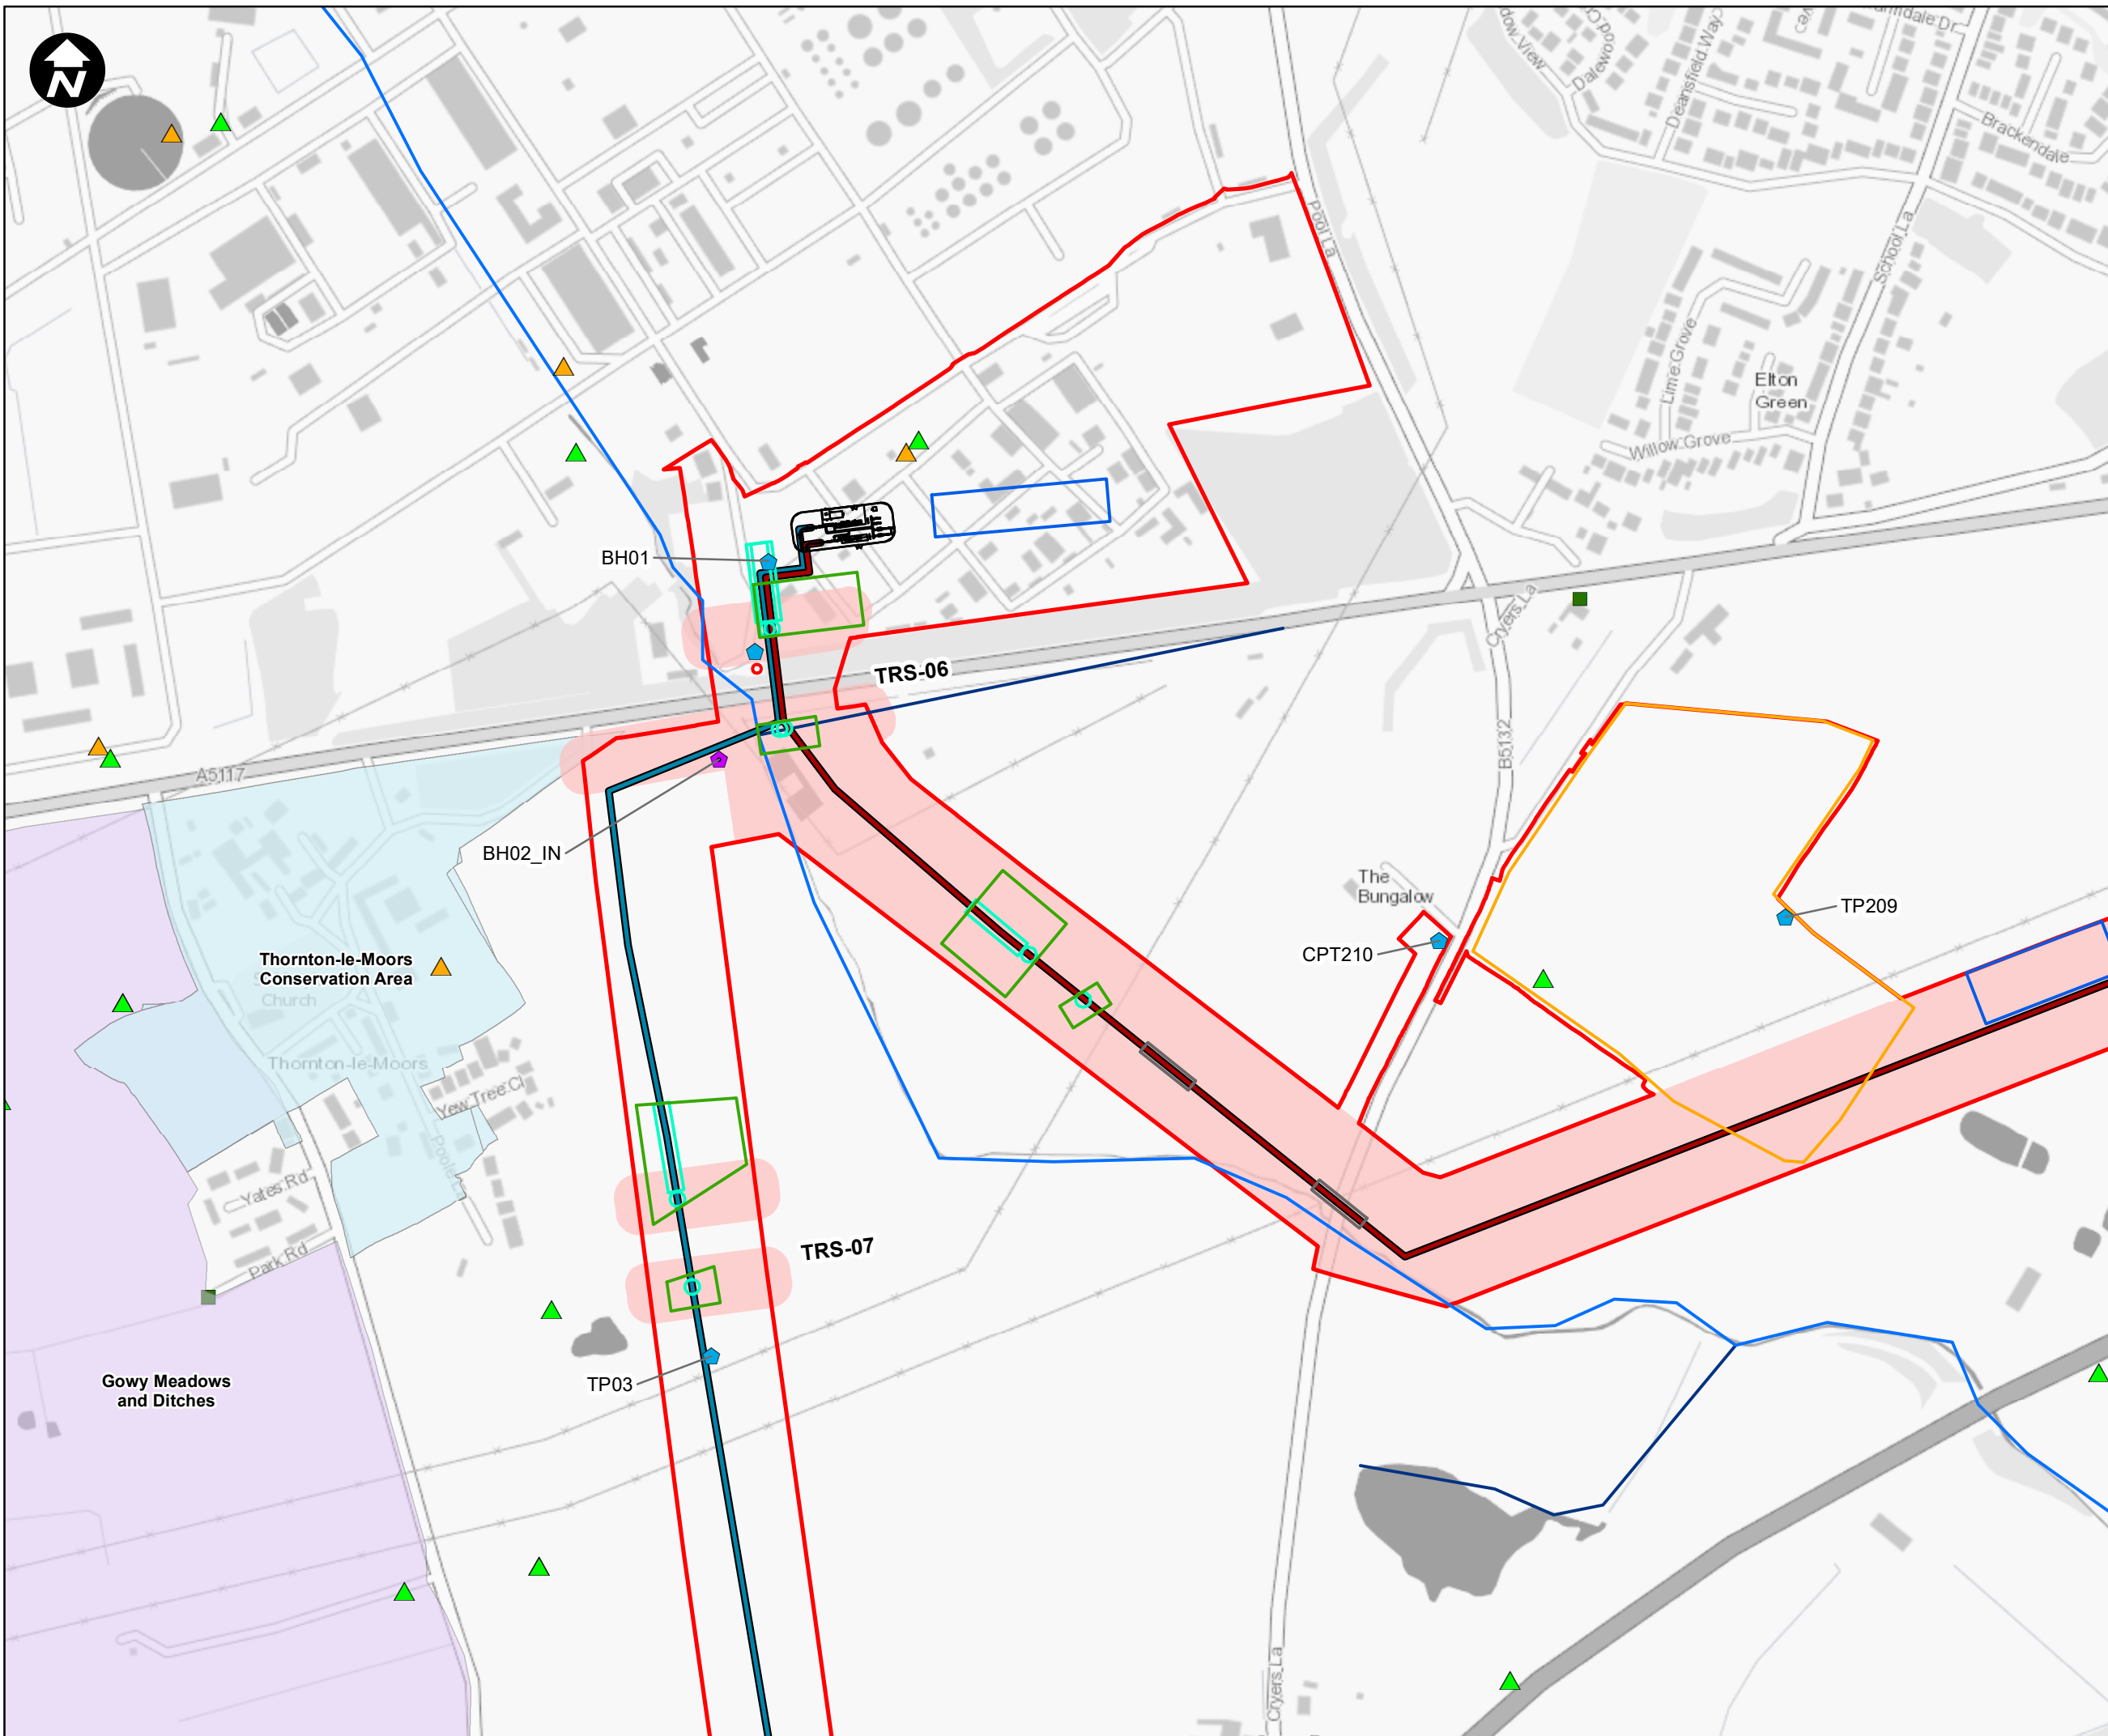 N
Dalewo
Deansfield Way
Brackendale
School La
Pool La
Lime Grove
Elton
Green
Willow Grove
BH01
Cryers La
TRS-06
A5117
B5132
BH02_IN
The
Bungalow
TP209
CPT210
Thornton-le-Moors
Conservation Area
Church
Thornton-le-Moors
Yew Tree Cl
Yates Rd
Park Rd
TRS-07
TP03
Gowy Meadows
and Ditches
Cryers La